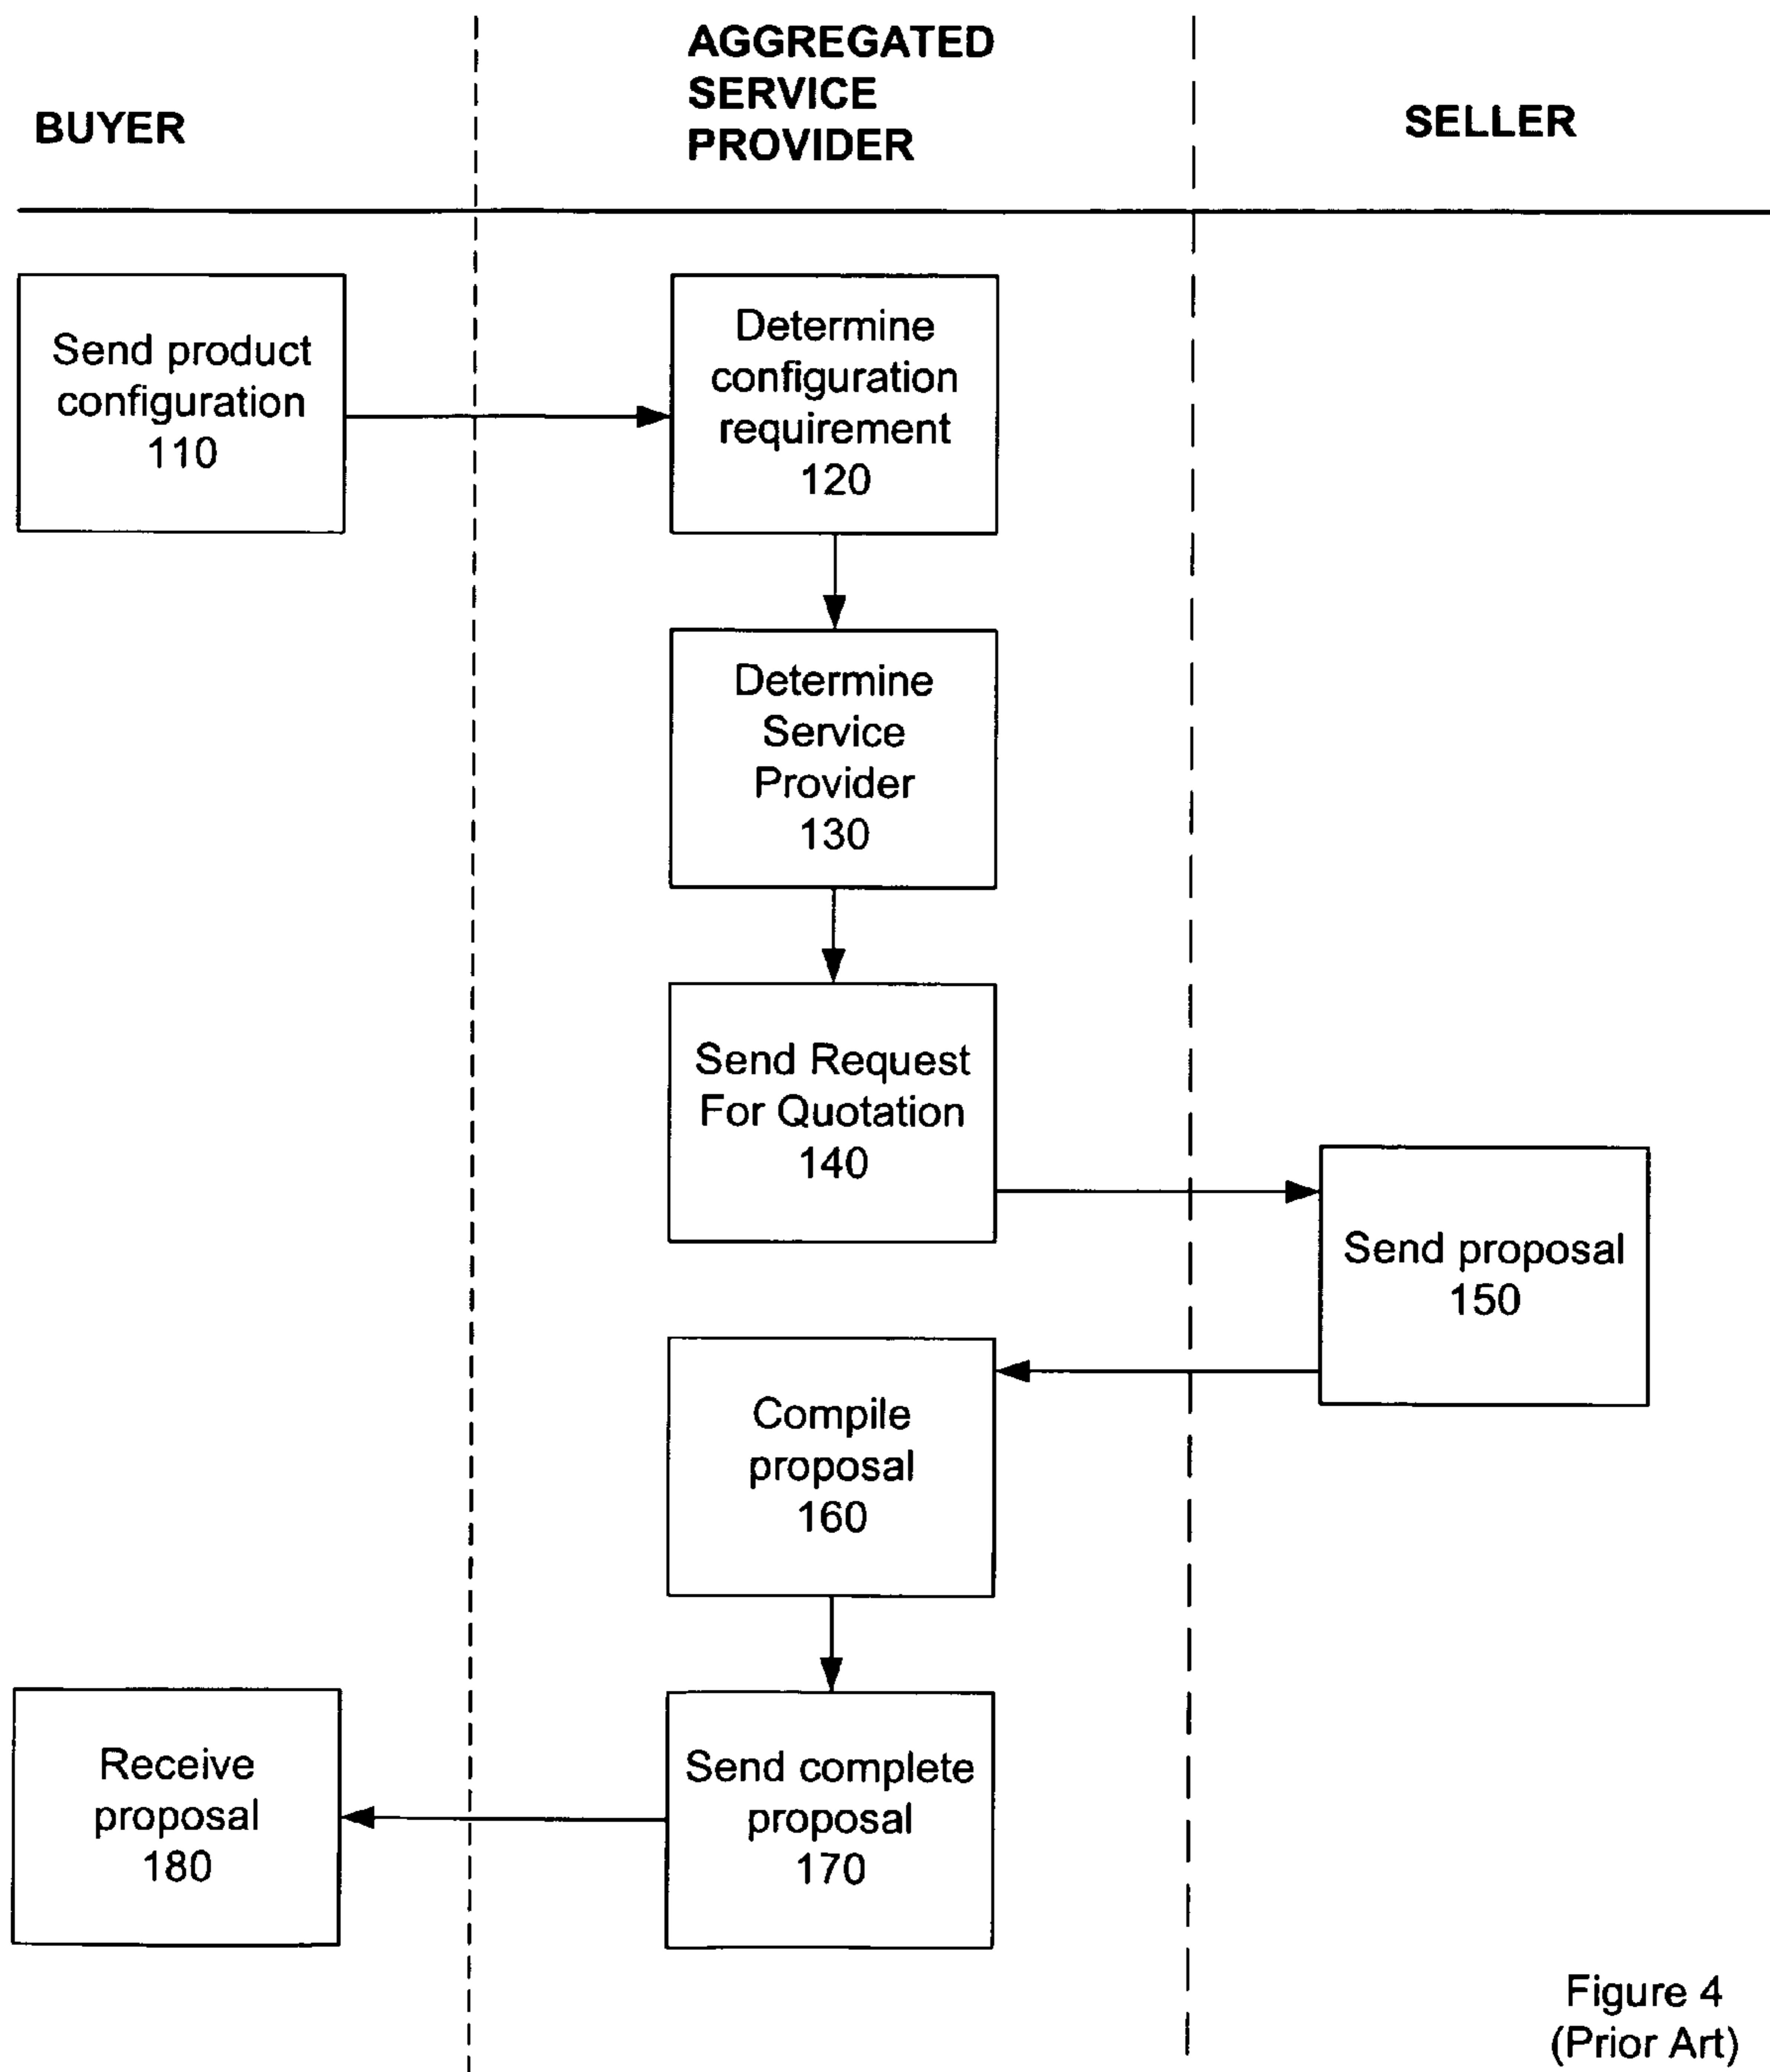 BUYER
AGGREGATED
SERVICE
PROVIDER
SELLER
Send product
configuration
110
Determine
configuration
requirement
120
Determine
Service
Provider
130
Send Request
For Quotation
140
Send proposal
150
Compile
proposal
160
Send complete
proposal
170
Receive
proposal
180
Figure 4
(Prior Art)